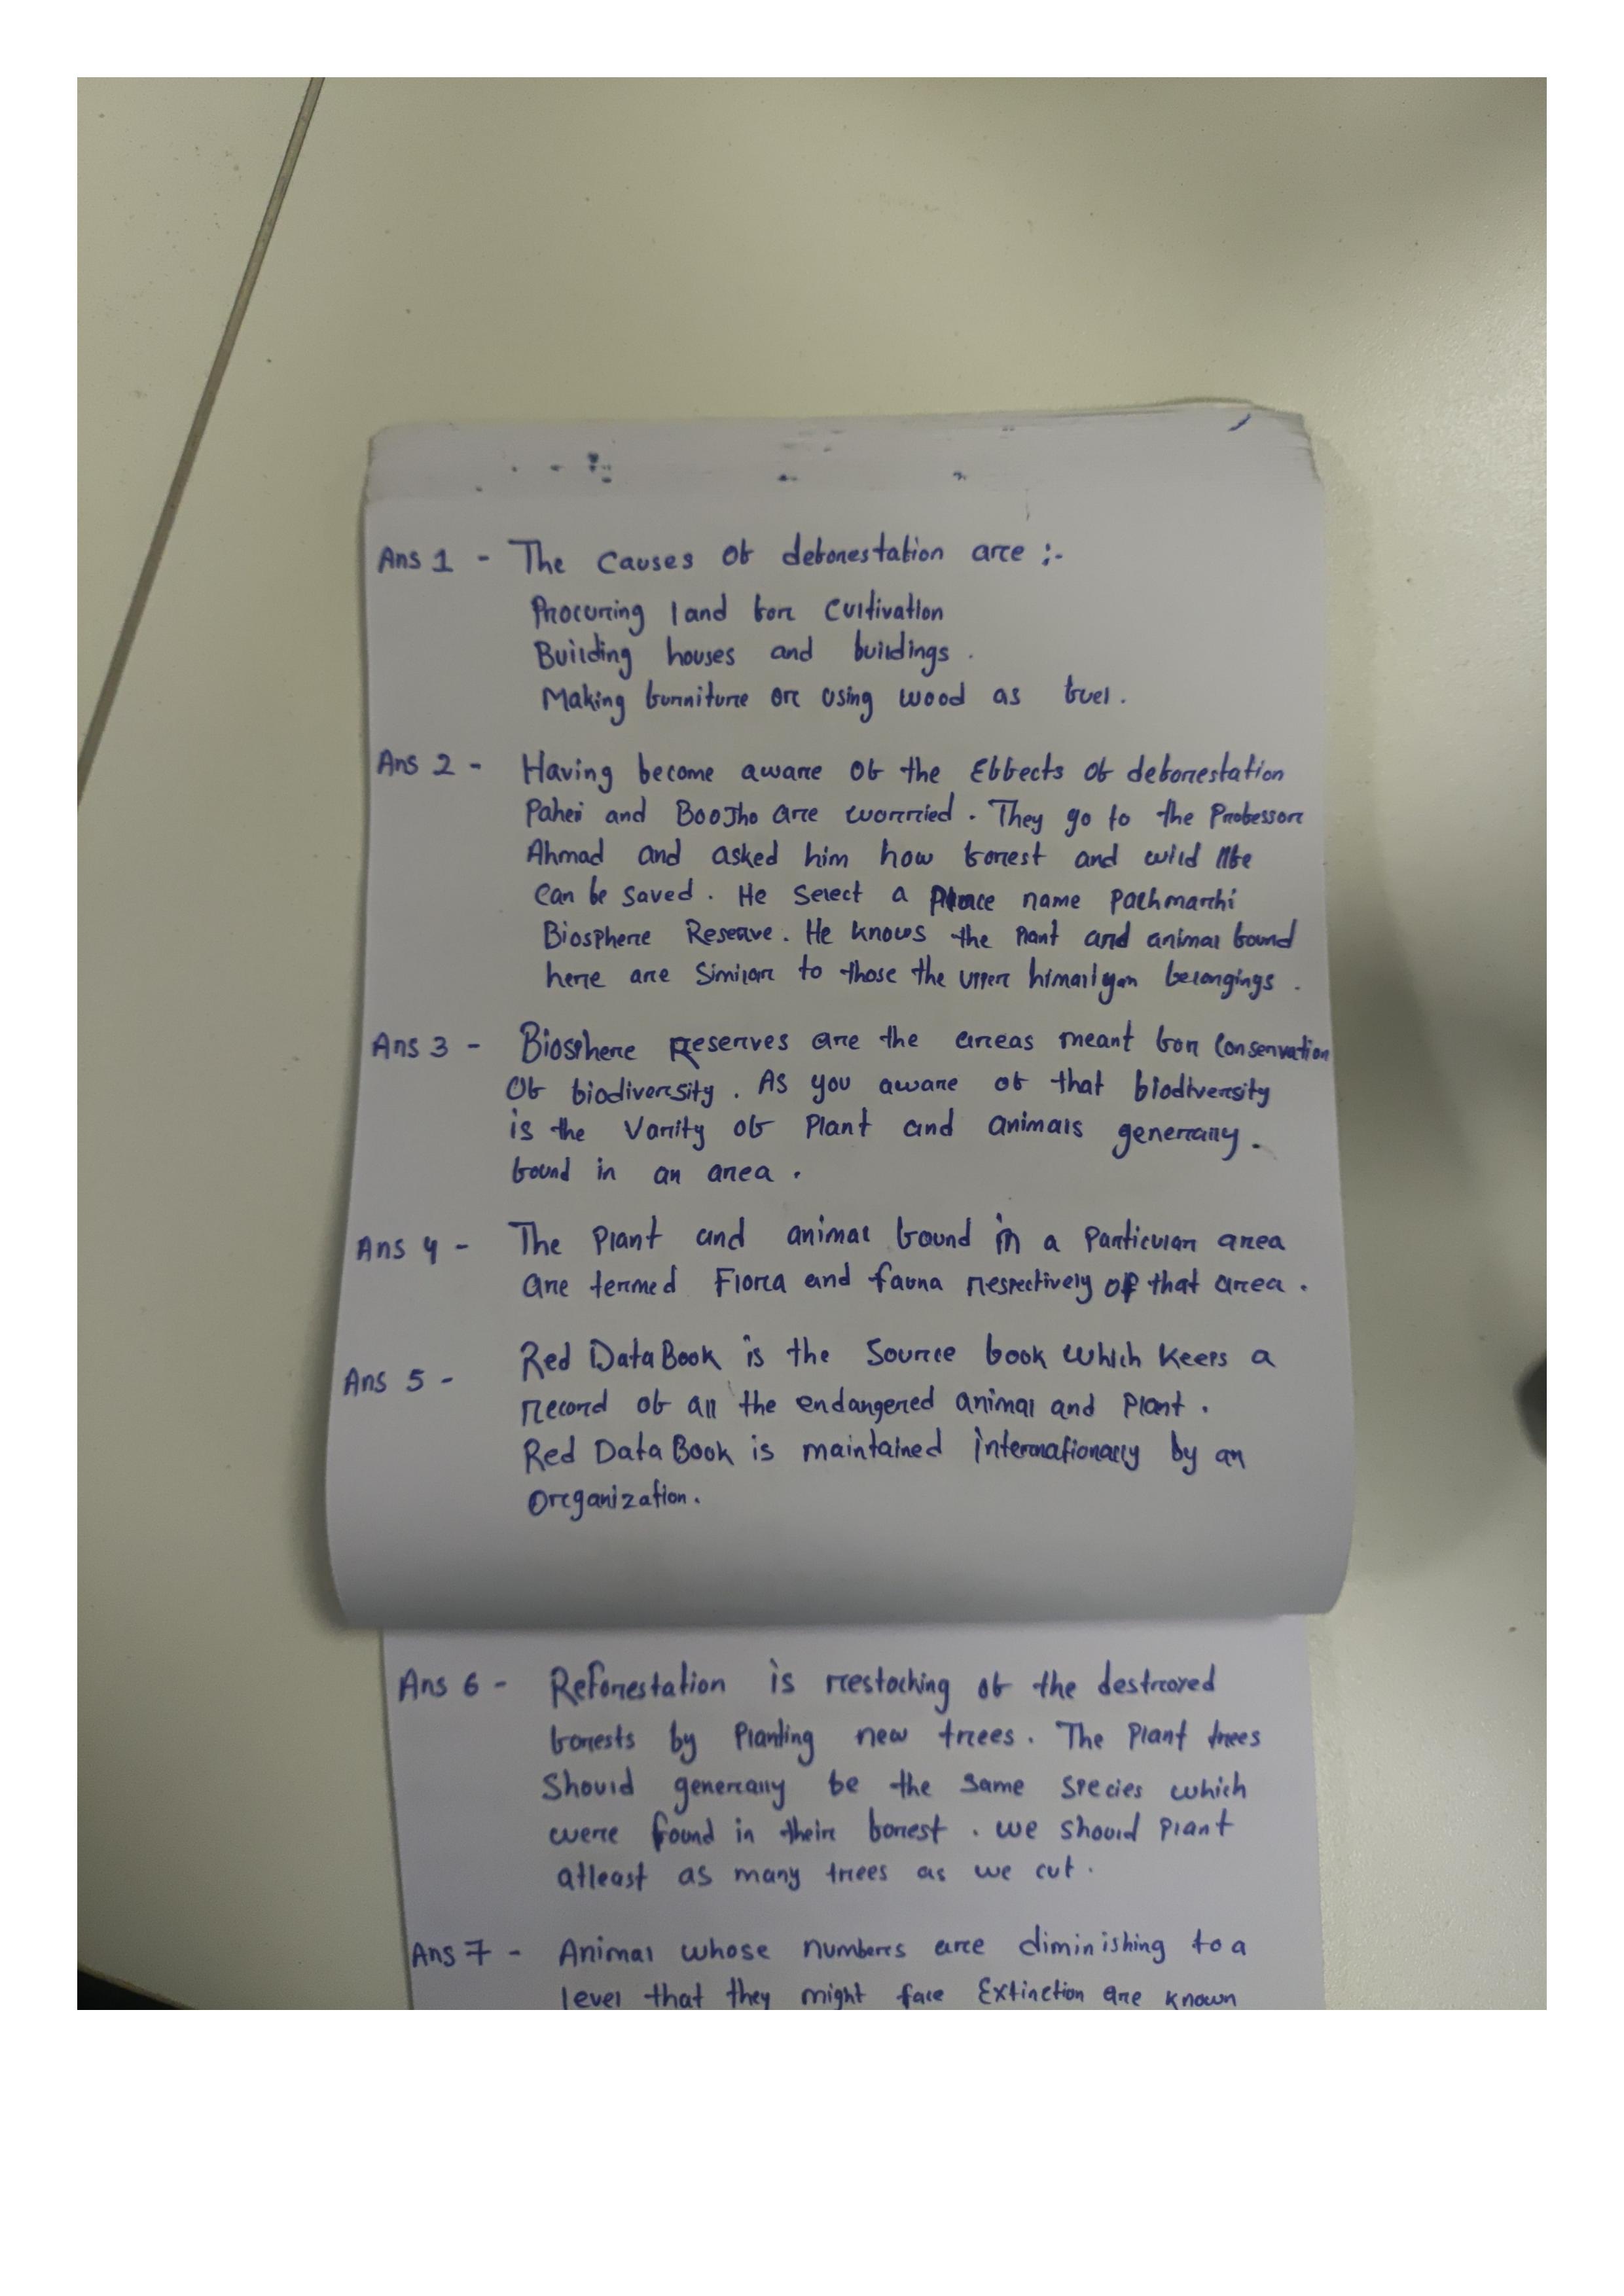 Ans 1 - The Causes Of deforestation are :-
Procurring land for Cultivation
Building houses and buildings .
Making furniture or using wood as fuel .
Ans 2 - Having become aware Of the Effects Of deforestation
Paheli and BooJho are worried . They go to the Professor
Ahmad and asked him how forest and wild life
Can be saved . He Select a Place name Pachmarhi
Biosphere Reserve . He knows the Plant and animal found
here are Similar to those the upper himailyan belongings .
Ans 3 - Biosphere Reserves are the areas meant for Conservation
Of biodiversity . As you aware of that biodiversity
is the Varity of Plant and animals generally .
found in an area .
Ans 4 - The Plant and animal found in a Particular area
are termed Flora and fauna respectively of that area .
Ans 5 - Red Data Book is the Source book which Keeps a
record of all the endangered animal and Plant .
Red Data Book is maintained internationally by an
Organization .
Ans 6 - Reforestation is restocking of the destroyed
forests by Planting new trees . The Plant trees
Should generally be the Same Species which
were found in their forest . we should Plant
atleast as many trees as we cut .
Ans 7 - Animal whose numbers are diminishing to a
level that they might face Extinction are known